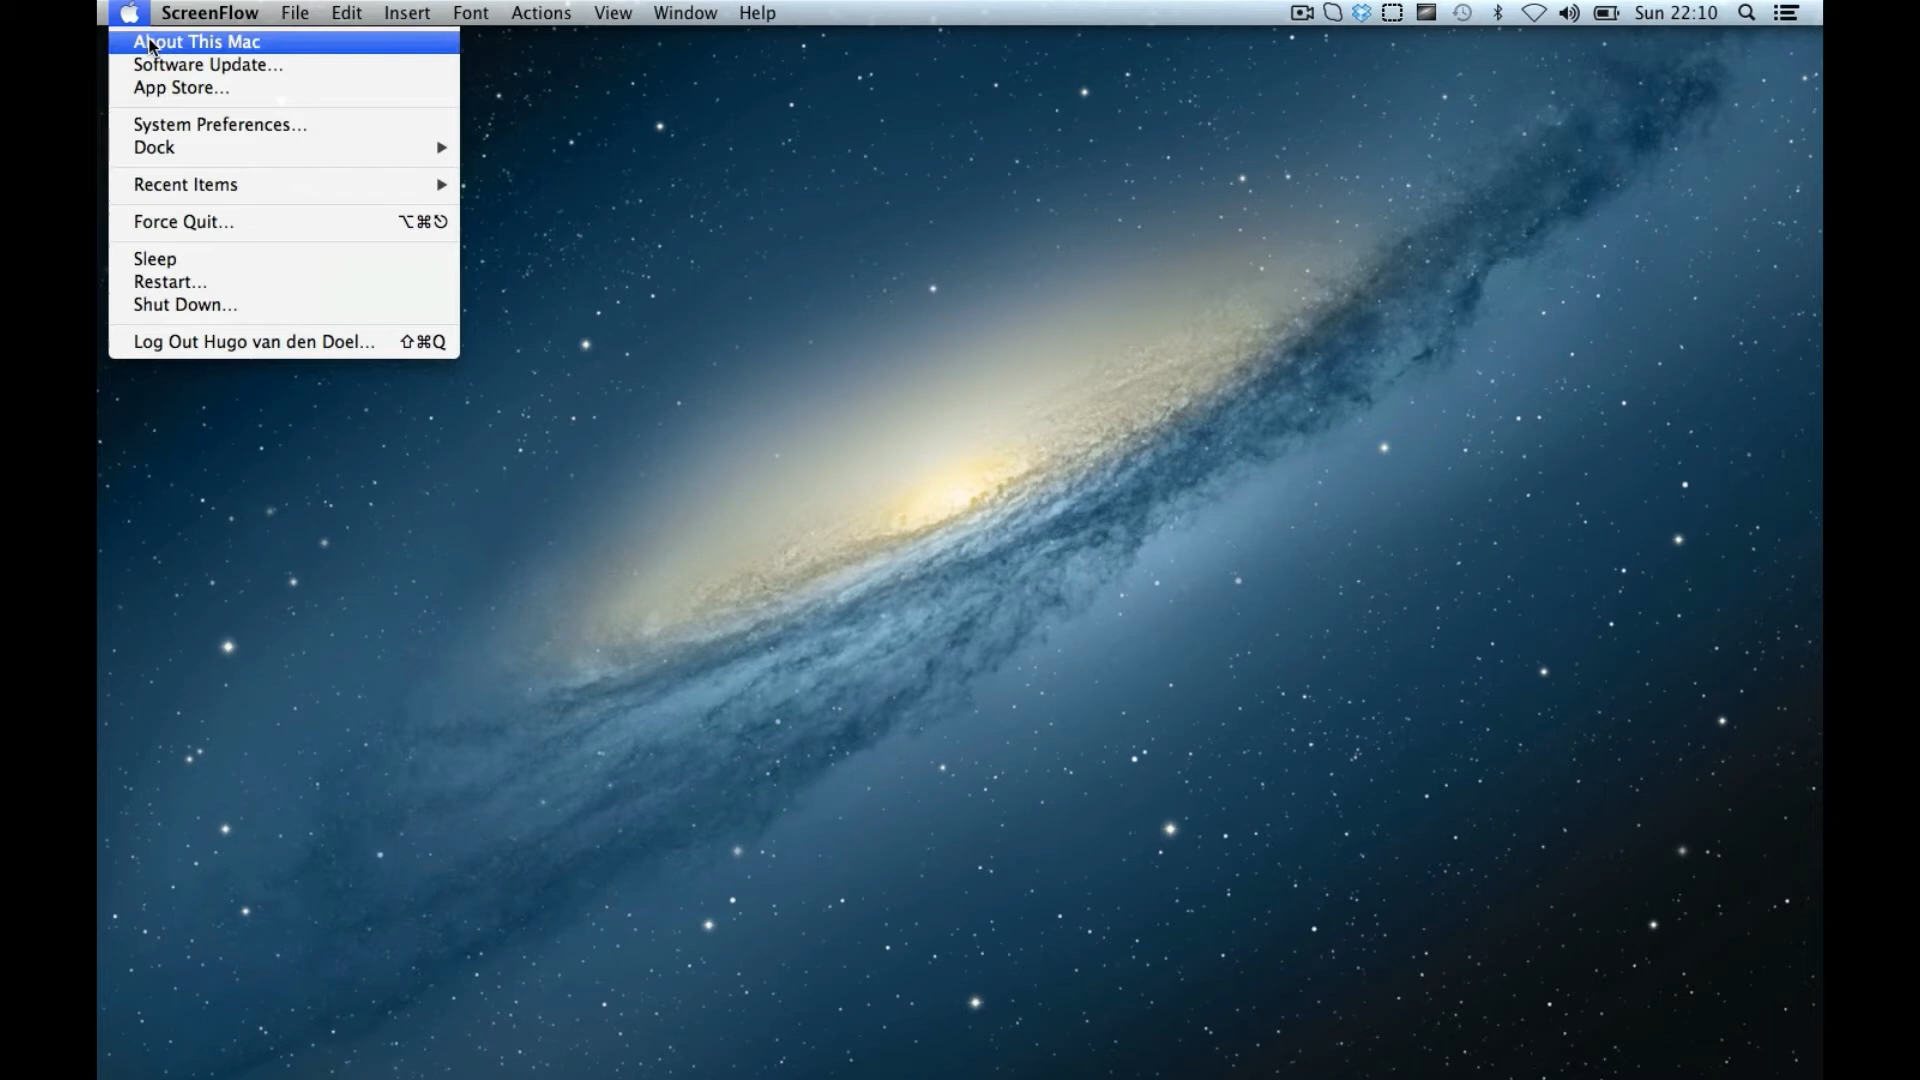 ScreenFlow File Edit Insert Font Actions View Window Help Sun 22:10
About This Mac
Software Update...
App Store...
System Preferences...
Dock
Recent Items
Force Quit... ⌥⌘⎋
Sleep
Restart...
Shut Down...
Log Out Hugo van den Doel... ⇧⌘Q